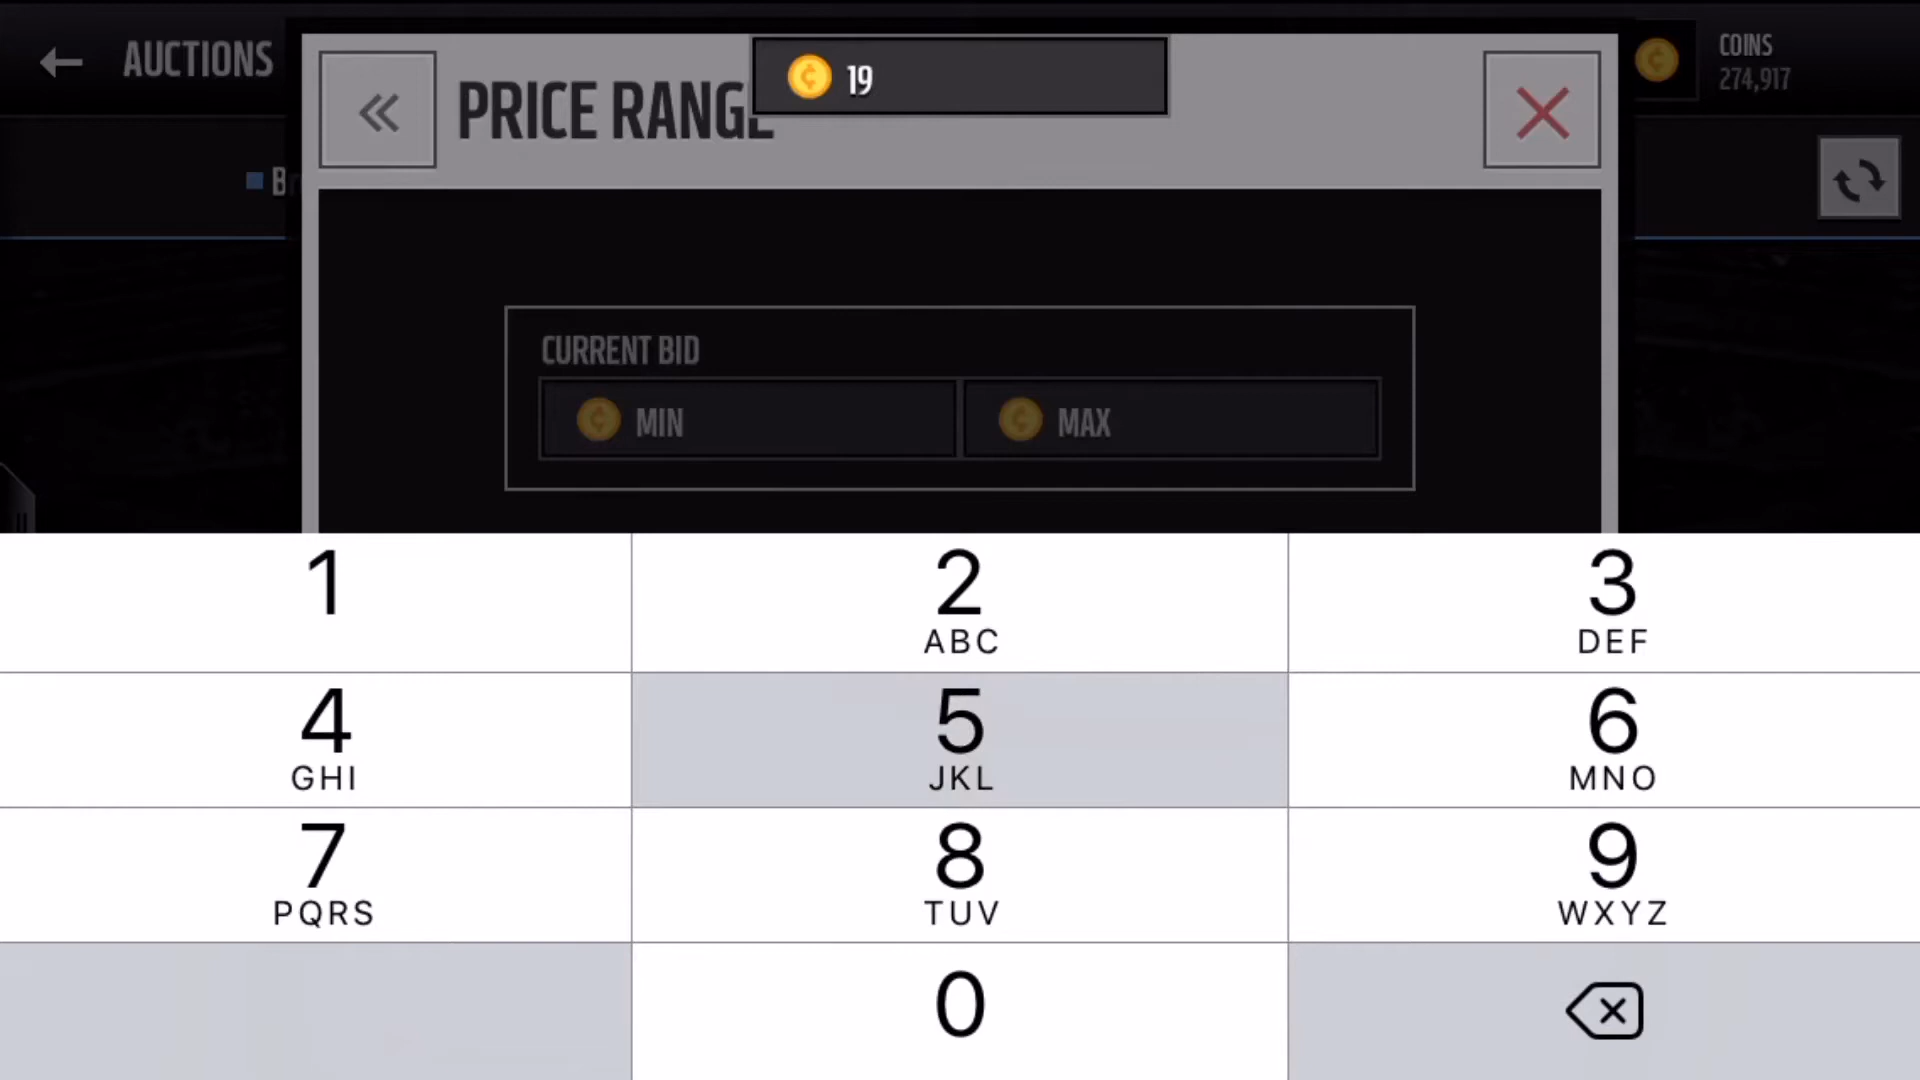 AUCTIONS
PRICE RANGE
19
COINS
274,917
CURRENT BID
MIN
MAX
1
2
ABC
3
DEF
4
GHI
5
JKL
6
MNO
7
PQRS
8
TUV
9
WXYZ
0